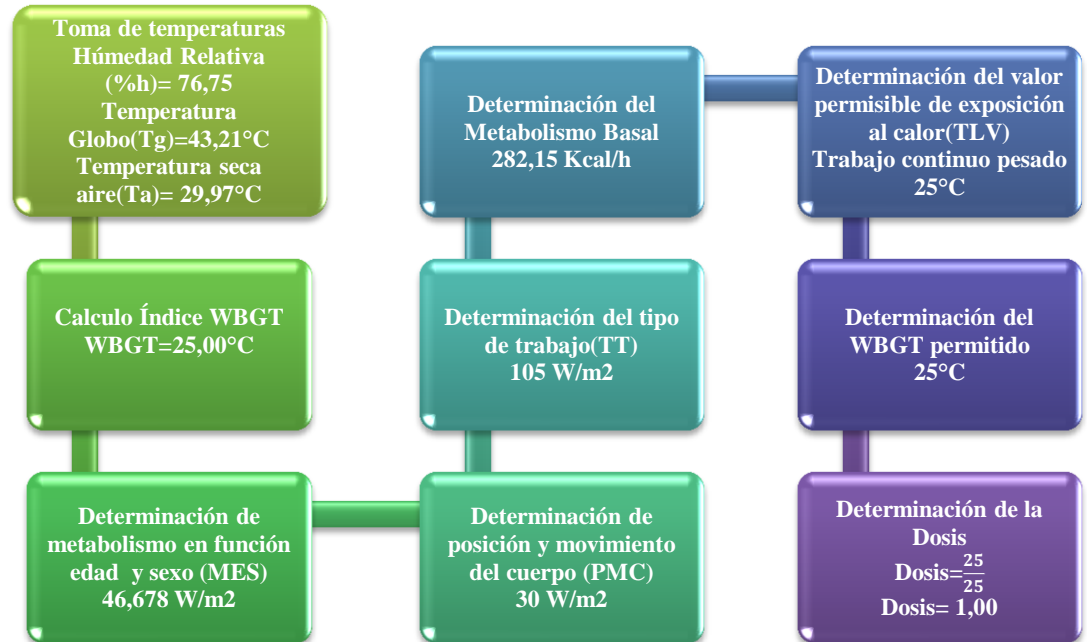 Toma de temperaturas
Húmedad Relativa
(%h)= 76,75
Temperatura
Globo(Tg)=43,21°C
Temperatura seca
aire(Ta)= 29,97°C
Calculo Índice WBGT
WBGT=25,00°C
Determinación de
metabolismo en función
edad y sexo (MES)
46,678 W/m2
Determinación de
posición y movimiento
del cuerpo (PMC)
30 W/m2
Determinación del tipo
de trabajo(TT)
105 W/m2
Determinación del
Metabolismo Basal
282,15 Kcal/h
Determinación del valor
permisible de exposición
al calor(TLV)
Trabajo continuo pesado
25°C
Determinación del
WBGT permitido
25°C
Determinación de la
Dosis
Dosis=25/25
Dosis= 1,00